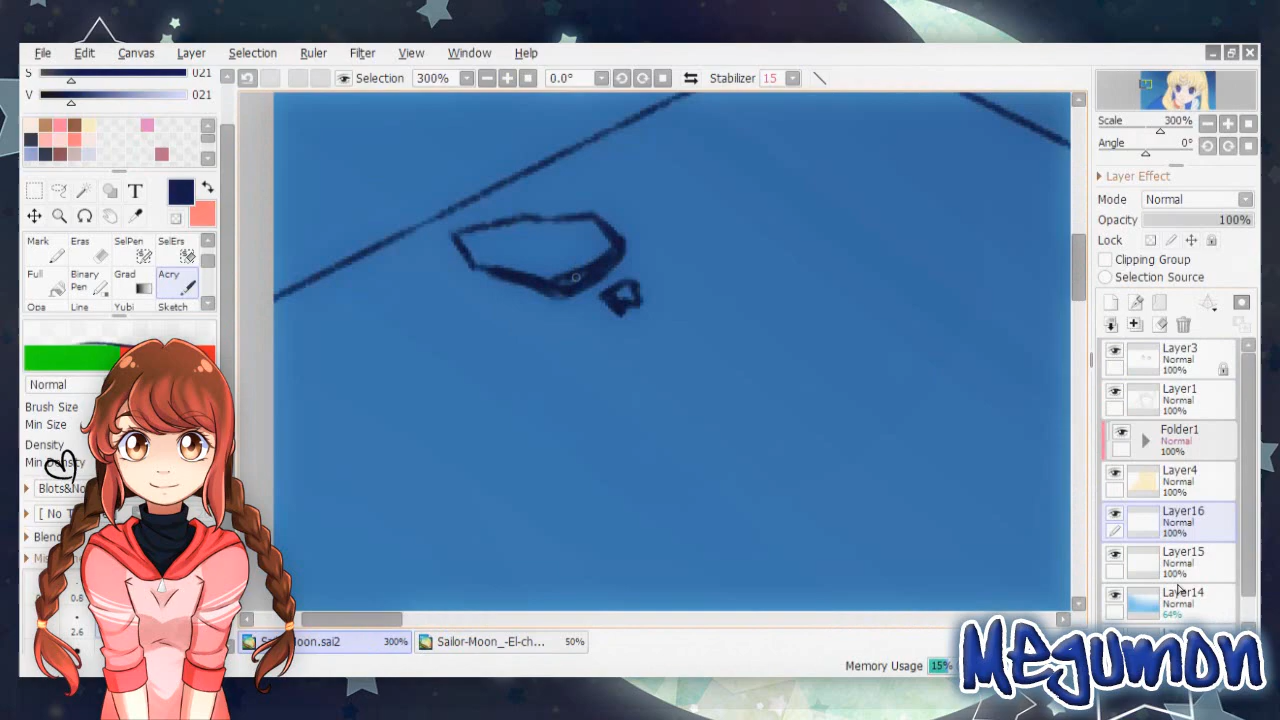 File Edit Canvas Layer Selection Ruler Filter View Window Help
S 021
V 021
Selection 300% 0.0° Stabilizer 15
T
Mark Eras SelPen SelErs
Full Binary Pen Grad Acry
Opa Line Yubi Sketch
Normal
Brush Size
Min Size
Density
Min Density
Blots&No
[ No T
Blend
0.8
2.6
Scale 300%
Angle 0°
Layer Effect
Mode Normal
Opacity 100%
Lock
Clipping Group
Selection Source
Layer3
Normal
100%
Layer1
Normal
100%
Folder1
Normal
100%
Layer4
Normal
100%
Layer16
Normal
100%
Layer15
Normal
100%
Layer14
Normal
64%
oon.sai2 300% Sailor-Moon_-El-ch... 50%
Memory Usage 15%
Megumon